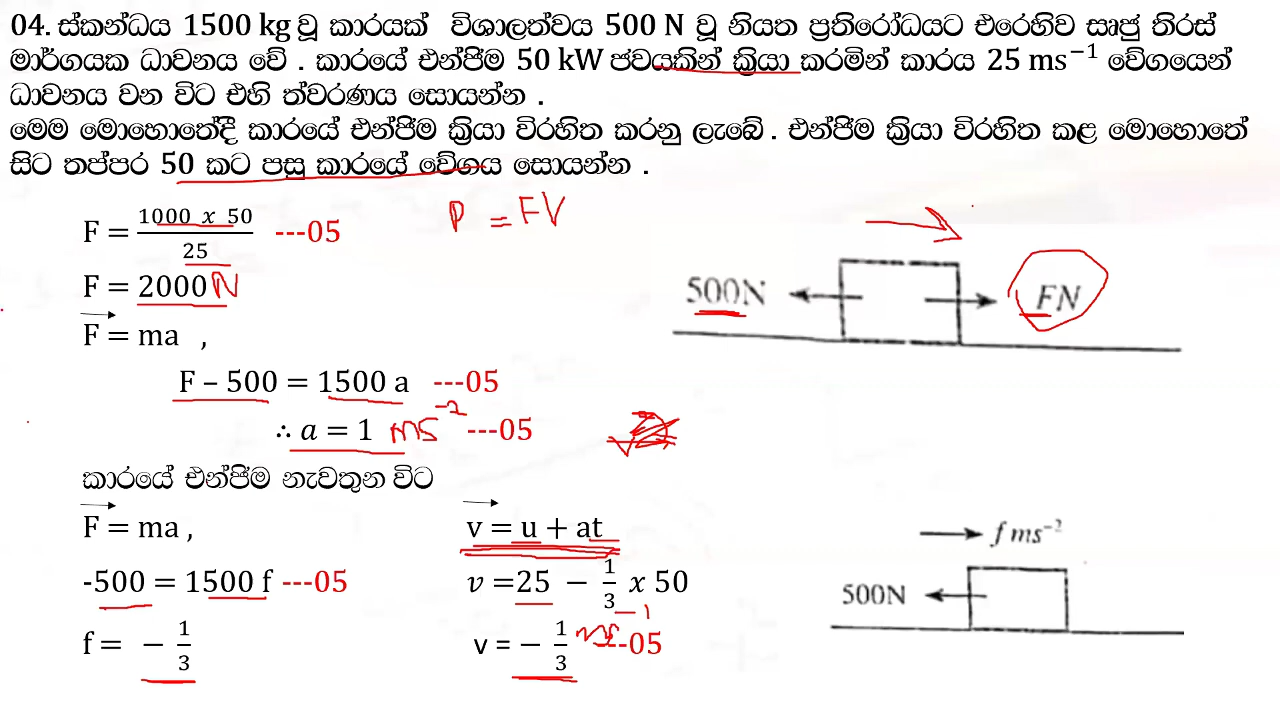 04. ස්කන්ධය 1500 kg වූ කාරයක් විශාලත්වය 500 N වූ නියත ප්‍රතිරෝධයට එරෙහිව සෘජු තිරස්
මාර්ගයක ධාවනය වේ . කාරයේ එන්ජිම 50 kW ජවයකින් ක්‍රියා කරමින් කාරය 25 ms⁻¹ වේගයෙන්
ධාවනය වන විට එහි ත්වරණය සොයන්න .
මෙම මොහොතේදී කාරයේ එන්ජිම ක්‍රියා විරහිත කරනු ලැබේ . එන්ජිම ක්‍රියා විරහිත කළ මොහොතේ
සිට තප්පර 50 කට පසු කාරයේ වේගය සොයන්න .
F = 1000 x 50 / 25 ---05
P = FV
F = 2000 N
500N FN
F = ma ,
F – 500 = 1500 a ---05
∴ a = 1 ms⁻² ---05
කාරයේ එන්ජිම නැවතුන විට
F = ma , v = u + at
f ms⁻²
-500 = 1500 f ---05 v = 25 − 1/3 x 50
500N
f = − 1/3 v = − 1/3 ms⁻¹ ---05